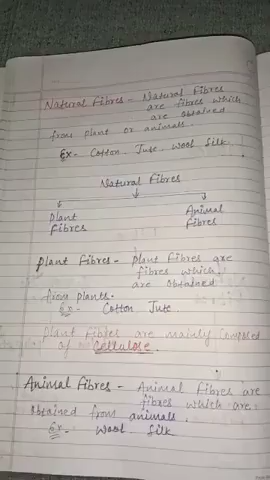 Natural Fibres - Natural Fibres
are fibres which
are obtained
from plant or animals.
Ex - Cotton Jute Wool Silk.
Natural Fibres
Plant Animal
Fibres Fibres
Plant Fibres - Plant Fibres are
fibres which
are obtained
from plants.
Ex - Cotton Jute.
Plant Fibres are mainly composed
of Cellulose.
Animal Fibres - Animal Fibres are
fibres which are
obtained from animals.
Ex - Wool Silk